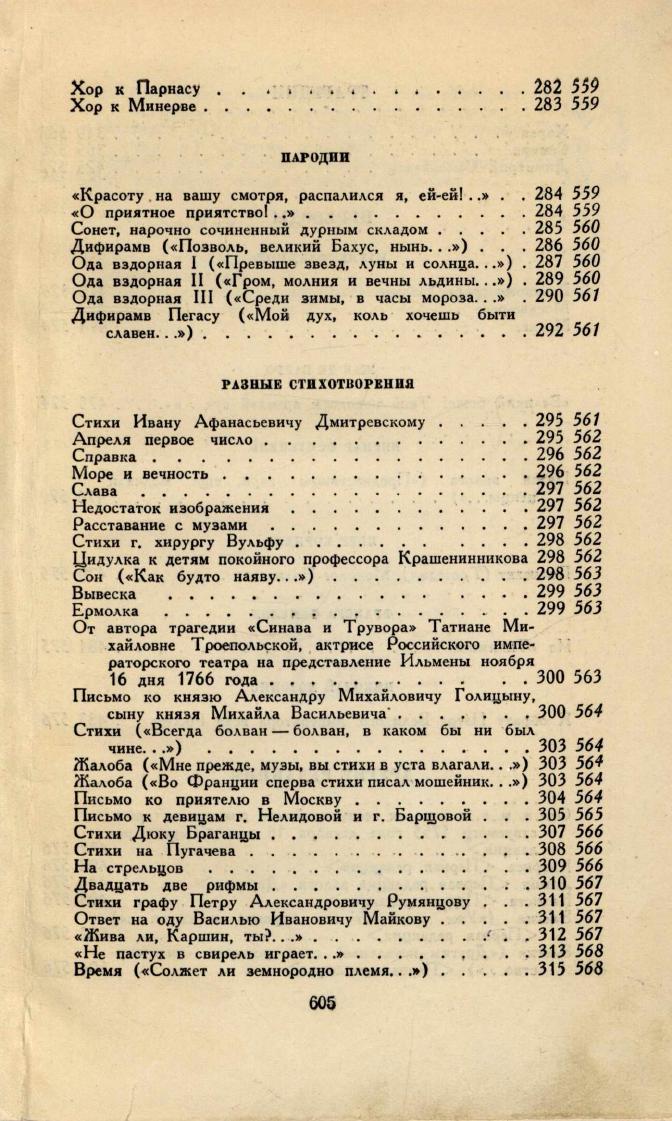 Хор к Парнасу . . . . . . . . . . . . . . . 282 559
Хор к Минерве . . . . . . . . . . . . . . . 283 559
ПАРОДИИ
«Красоту на вашу смотря, распалился я, ей-ей!..» . . 284 559
«О приятное приятство!..» . . . . . . . . . . . 284 559
Сонет, нарочно сочиненный дурным складом . . . . . 285 560
Дифирамв («Позволь, великий Бахус, нынь...») . . . 286 560
Ода вздорная I («Превыше звезд, луны и солнца...») . 287 560
Ода вздорная II («Гром, молния и вечны льдины...») . 289 560
Ода вздорная III («Среди зимы, в часы мороза...» . 290 561
Дифирамв Пегасу («Мой дух, коль хочешь быти
славен...») . . . . . . . . . . . . . . . 292 561
РАЗНЫЕ СТИХОТВОРЕНИЯ
Стихи Ивану Афанасьевичу Дмитревскому . . . . . 295 561
Апреля первое число . . . . . . . . . . . . . 295 562
Справка . . . . . . . . . . . . . . . . . . 296 562
Море и вечность . . . . . . . . . . . . . . . 296 562
Слава . . . . . . . . . . . . . . . . . . 297 562
Недостаток изображения . . . . . . . . . . . . 297 562
Расставание с музами . . . . . . . . . . . . . 297 562
Стихи г. хирургу Вульфу . . . . . . . . . . . . 298 562
Цидулка к детям покойного профессора Крашенинникова 298 562
Сон («Как будто наяву...») . . . . . . . . . . 298 563
Вывеска . . . . . . . . . . . . . . . . . 299 563
Ермолка . . . . . . . . . . . . . . . . . 299 563
От автора трагедии «Синава и Трувора» Татиане Ми-
хайловне Троепольской, актрисе Российского импе-
раторского театра на представление Ильмены ноября
16 дня 1766 года . . . . . . . . . . . . . 300 563
Письмо ко князю Александру Михайловичу Голицыну,
сыну князя Михаила Васильевича . . . . . . . 300 564
Стихи («Всегда болван — болван, в каком бы ни был
чине...») . . . . . . . . . . . . . . . . 303 564
Жалоба («Мне прежде, музы, вы стихи в уста влагали...») 303 564
Жалоба («Во Франции сперва стихи писал мошейник...») 303 564
Письмо ко приятелю в Москву . . . . . . . . . 304 564
Письмо к девицам г. Нелидовой и г. Барщовой . . . 305 565
Стихи Дюку Браганцы . . . . . . . . . . . . . 307 566
Стихи на Пугачева . . . . . . . . . . . . . . 308 566
На стрельцов . . . . . . . . . . . . . . . . 309 566
Двадцать две рифмы . . . . . . . . . . . . . 310 567
Стихи графу Петру Александровичу Румянцову . . . 311 567
Ответ на оду Василью Ивановичу Майкову . . . . . 311 567
«Жива ли, Каршин, ты?...» . . . . . . . . . . . 312 567
«Не пастух в свирель играет...» . . . . . . . . . 313 568
Время («Солжет ли земнородно племя...») . . . . . 315 568
605